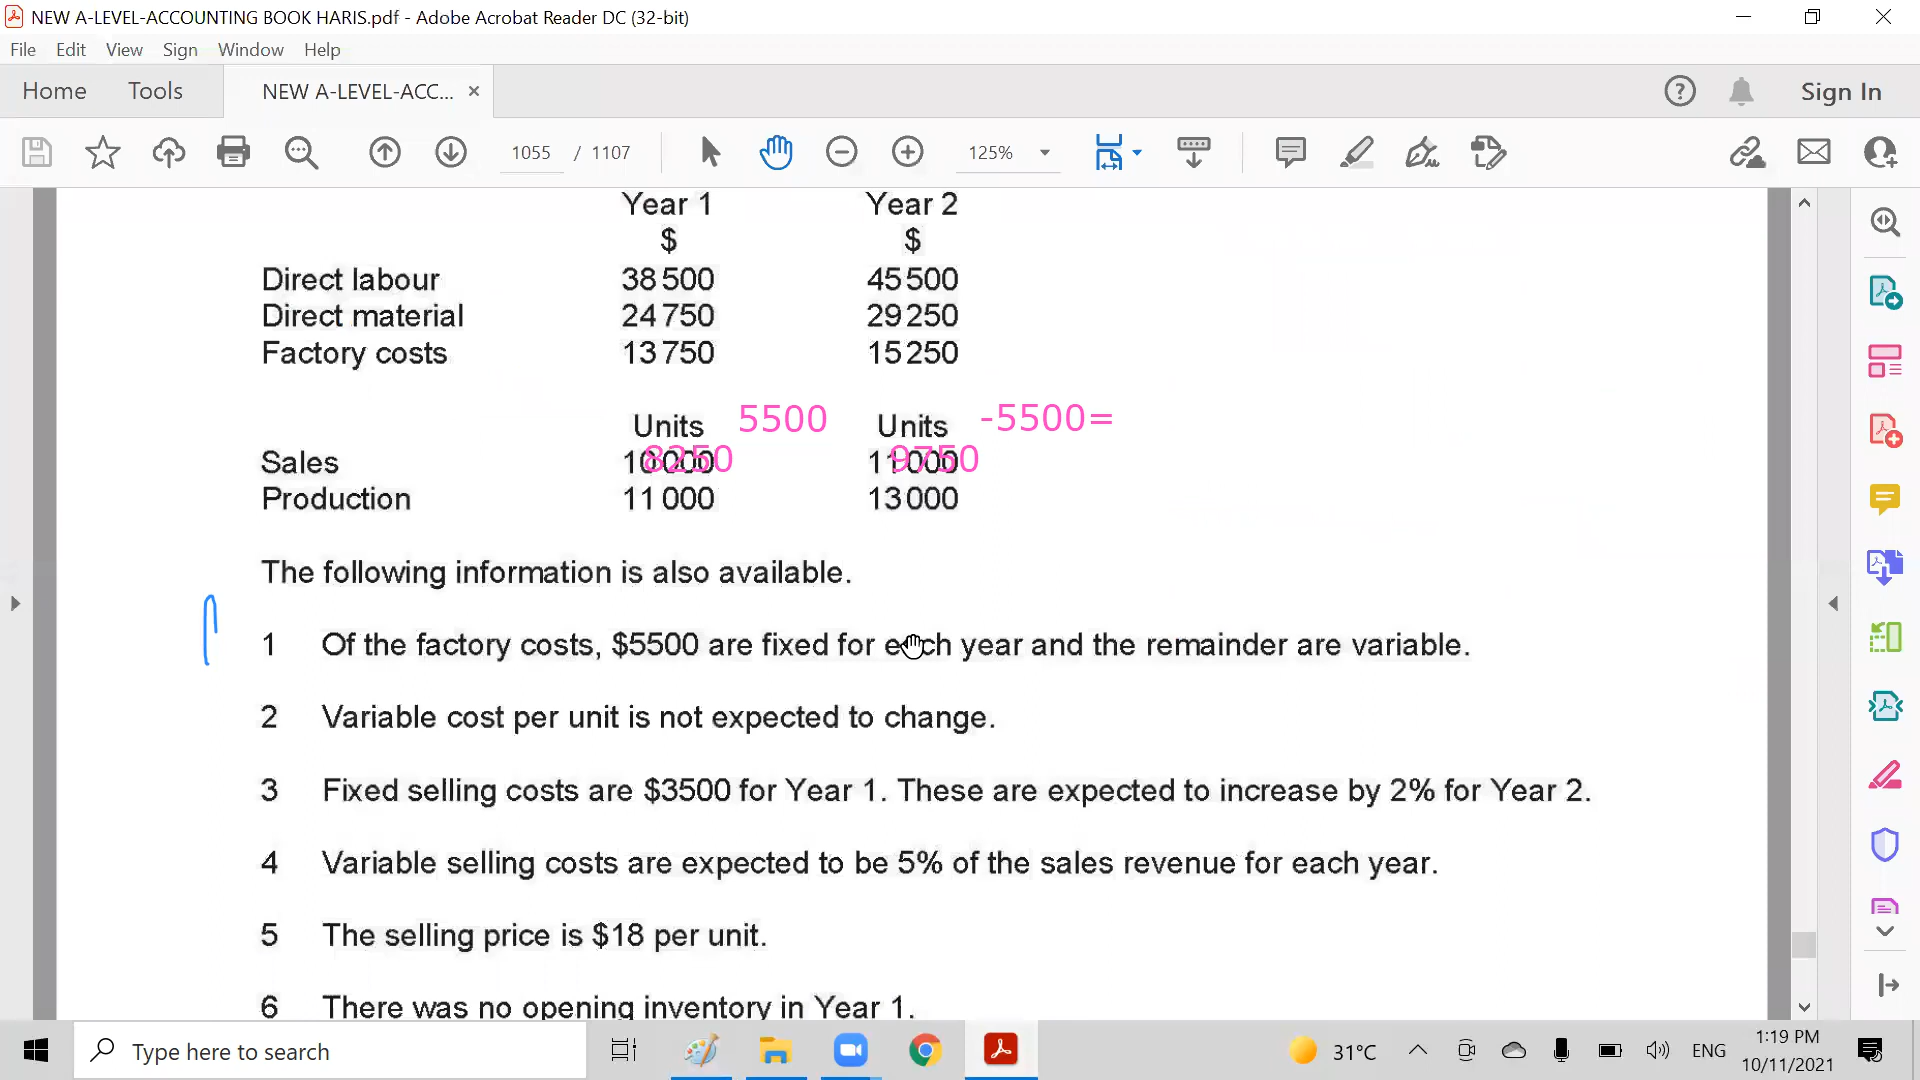 NEW A-LEVEL-ACCOUNTING BOOK HARIS.pdf - Adobe Acrobat Reader DC (32-bit)
File Edit View Sign Window Help
Home Tools NEW A-LEVEL-ACC... × Sign In
1055 / 1107 125%
Year 1 Year 2
$ $
Direct labour 38 500 45 500
Direct material 24 750 29 250
Factory costs 13 750 15 250
Units 5500 Units -5500=
Sales 10 000 8250 11 000 9750
Production 11 000 13 000
The following information is also available.
1 Of the factory costs, $5500 are fixed for each year and the remainder are variable.
2 Variable cost per unit is not expected to change.
3 Fixed selling costs are $3500 for Year 1. These are expected to increase by 2% for Year 2.
4 Variable selling costs are expected to be 5% of the sales revenue for each year.
5 The selling price is $18 per unit.
6 There was no opening inventory in Year 1.
Type here to search 31°C ENG 1:19 PM
10/11/2021